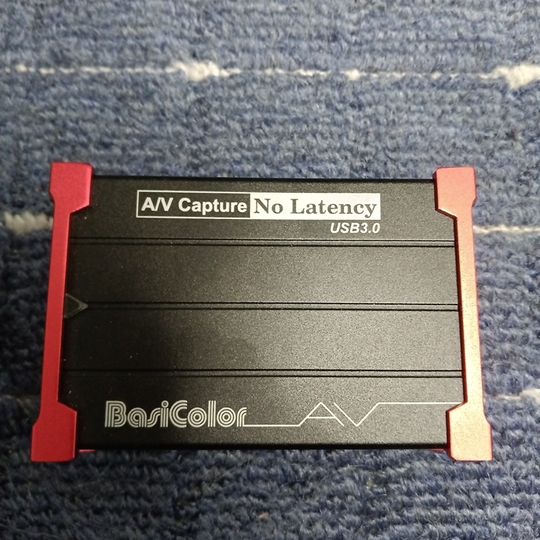 A/V Capture No Latency
USB3.0
BasiColor AV